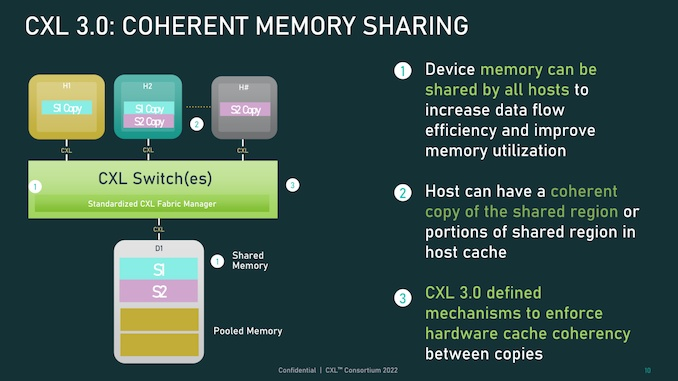 CXL 3.0: COHERENT MEMORY SHARING
H1
H2
H#
S1 Copy
S1 Copy
S2 Copy
S2 Copy
2
CXL
CXL
CXL
1
CXL Switch(es)
3
Standardized CXL Fabric Manager
CXL
D1
S1
1
Shared
Memory
S2
Pooled Memory
1
Device memory can be
shared by all hosts to
increase data flow
efficiency and improve
memory utilization
2
Host can have a coherent
copy of the shared region or
portions of shared region in
host cache
3
CXL 3.0 defined
mechanisms to enforce
hardware cache coherency
between copies
Confidential | CXL™ Consortium 2022
10